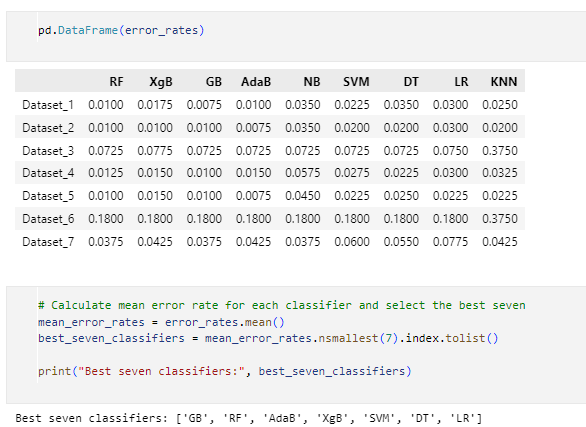 pd.DataFrame(error_rates)
RF XgB GB AdaB NB SVM DT LR KNN
Dataset_1 0.0100 0.0175 0.0075 0.0100 0.0350 0.0225 0.0350 0.0300 0.0250
Dataset_2 0.0100 0.0100 0.0100 0.0075 0.0350 0.0200 0.0200 0.0300 0.0200
Dataset_3 0.0725 0.0775 0.0725 0.0725 0.0725 0.0725 0.0725 0.0750 0.3750
Dataset_4 0.0125 0.0150 0.0100 0.0150 0.0575 0.0275 0.0225 0.0300 0.0325
Dataset_5 0.0100 0.0150 0.0100 0.0075 0.0450 0.0225 0.0250 0.0225 0.0225
Dataset_6 0.1800 0.1800 0.1800 0.1800 0.1800 0.1800 0.1800 0.1800 0.3750
Dataset_7 0.0375 0.0425 0.0375 0.0425 0.0375 0.0600 0.0550 0.0775 0.0425
# Calculate mean error rate for each classifier and select the best seven
mean_error_rates = error_rates.mean()
best_seven_classifiers = mean_error_rates.nsmallest(7).index.tolist()
print("Best seven classifiers:", best_seven_classifiers)
Best seven classifiers: ['GB', 'RF', 'AdaB', 'XgB', 'SVM', 'DT', 'LR']